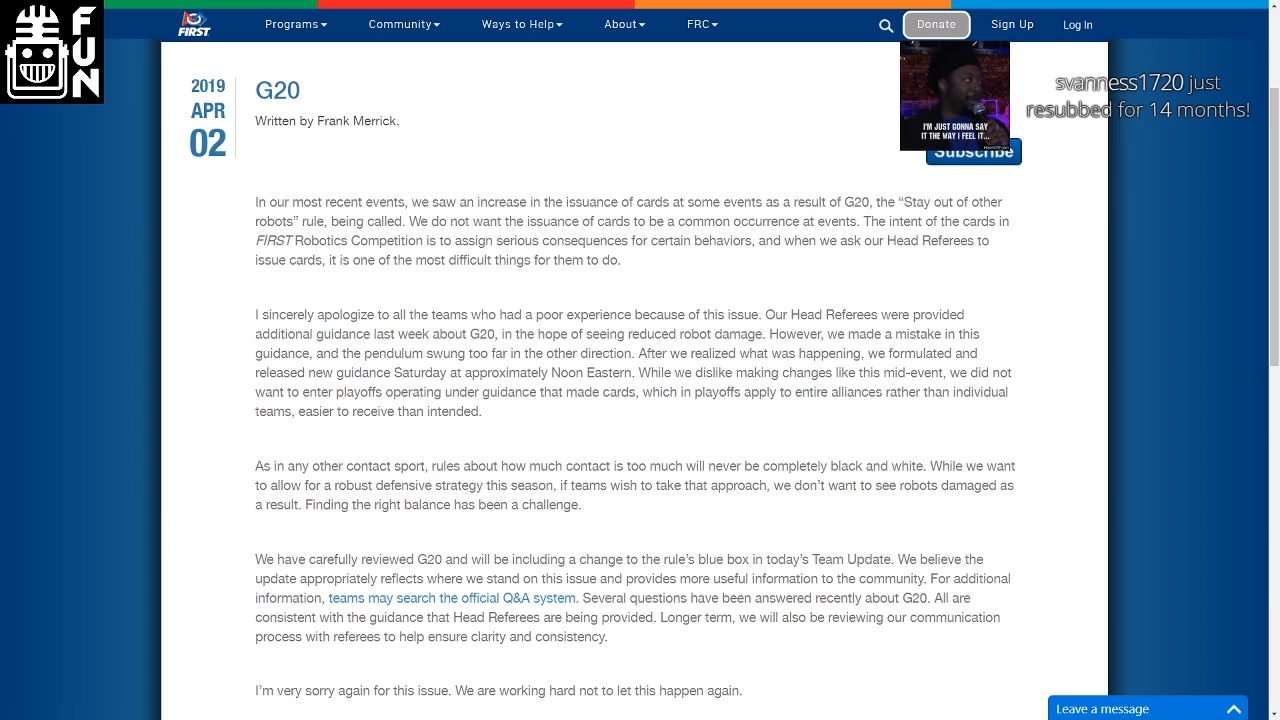 FUN
FIRST
Programs
Community
Ways to Help
About
FRC
Donate
Sign Up
Log In
2019
APR
02
G20
Written by Frank Merrick.
I'M JUST GONNA SAY
IT THE WAY I FEEL IT...
Subscribe
svanness1720 just
resubbed for 14 months!
In our most recent events, we saw an increase in the issuance of cards at some events as a result of G20, the “Stay out of other
robots” rule, being called. We do not want the issuance of cards to be a common occurrence at events. The intent of the cards in
FIRST Robotics Competition is to assign serious consequences for certain behaviors, and when we ask our Head Referees to
issue cards, it is one of the most difficult things for them to do.
I sincerely apologize to all the teams who had a poor experience because of this issue. Our Head Referees were provided
additional guidance last week about G20, in the hope of seeing reduced robot damage. However, we made a mistake in this
guidance, and the pendulum swung too far in the other direction. After we realized what was happening, we formulated and
released new guidance Saturday at approximately Noon Eastern. While we dislike making changes like this mid-event, we did not
want to enter playoffs operating under guidance that made cards, which in playoffs apply to entire alliances rather than individual
teams, easier to receive than intended.
As in any other contact sport, rules about how much contact is too much will never be completely black and white. While we want
to allow for a robust defensive strategy this season, if teams wish to take that approach, we don’t want to see robots damaged as
a result. Finding the right balance has been a challenge.
We have carefully reviewed G20 and will be including a change to the rule’s blue box in today’s Team Update. We believe the
update appropriately reflects where we stand on this issue and provides more useful information to the community. For additional
information, teams may search the official Q&A system. Several questions have been answered recently about G20. All are
consistent with the guidance that Head Referees are being provided. Longer term, we will also be reviewing our communication
process with referees to help ensure clarity and consistency.
I’m very sorry again for this issue. We are working hard not to let this happen again.
Leave a message